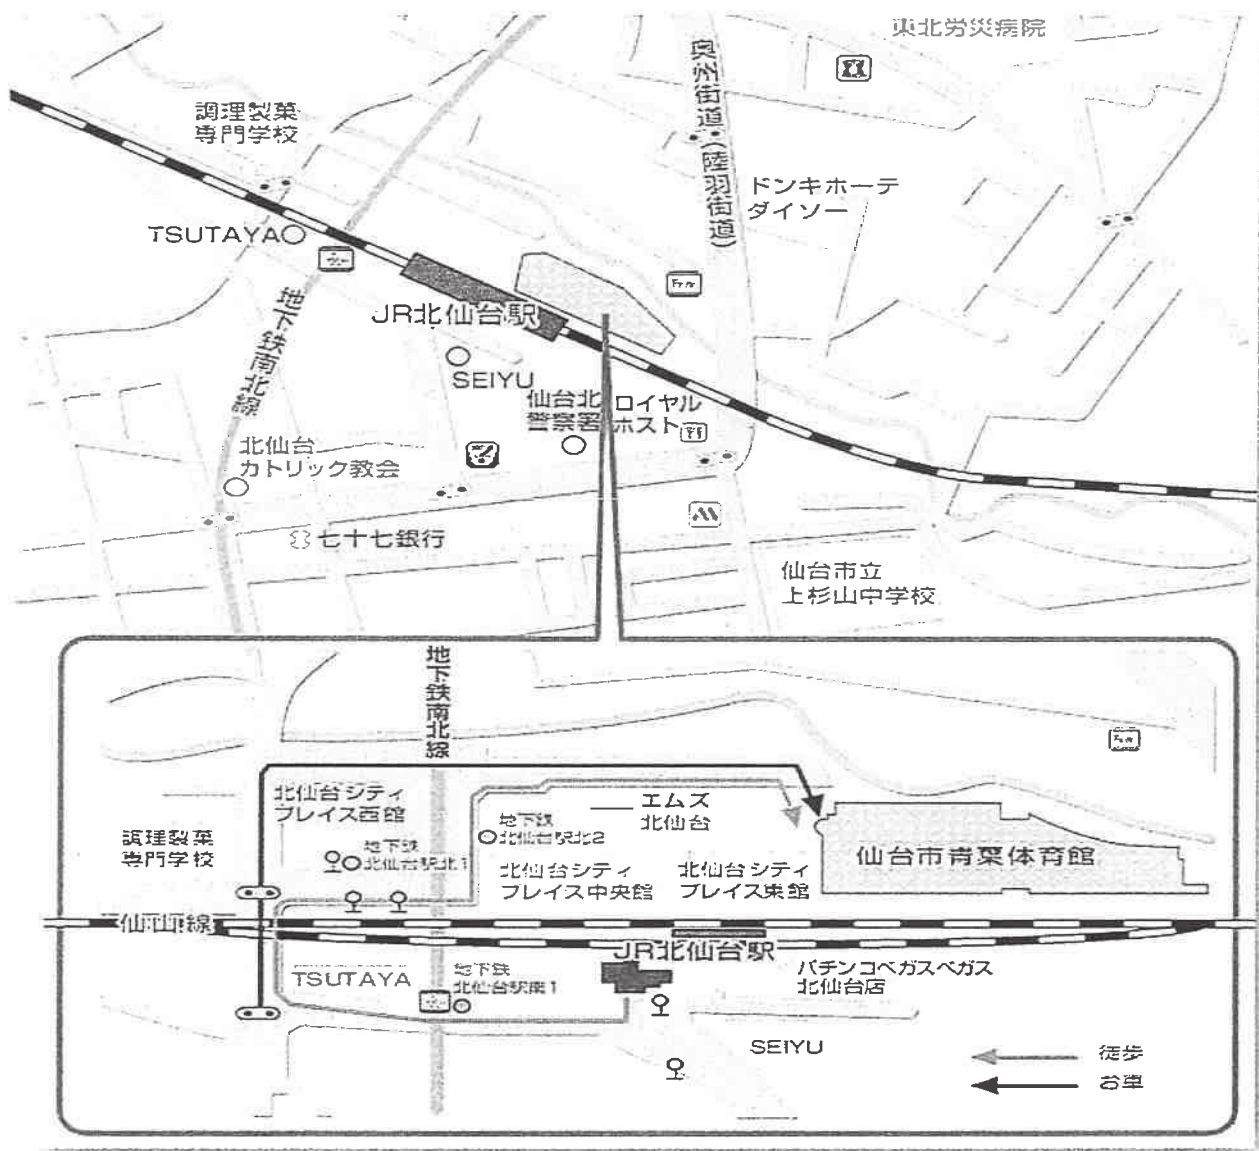 東北労災病院
調理製菓
専門学校
奥州街道(陸羽街道)
ドンキホーテ
ダイソー
TSUTAYA
地下鉄南北線
JR北仙台駅
SEIYU
仙台北
警察署
ロイヤル
ホスト
北仙台
カトリック教会
七十七銀行
仙台市立
上杉山中学校
地下鉄南北線
北仙台シティ
プレイス西館
エムズ
北仙台
調理製菓
専門学校
地下鉄
北仙台駅北1
地下鉄
北仙台駅北2
北仙台シティ
プレイス中央館
北仙台シティ
プレイス東館
仙台市青葉体育館
仙山線
JR北仙台駅
TSUTAYA
地下鉄
北仙台駅南1
パチンコベガスベガス
北仙台店
SEIYU
徒歩
お車